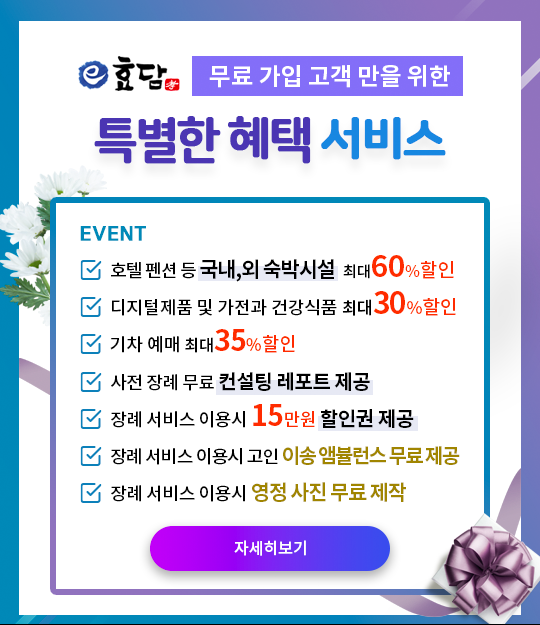 e효담 孝
무료 가입 고객 만을 위한
특별한 혜택 서비스
EVENT
호텔 펜션 등 국내,외 숙박시설 최대60%할인
디지털제품 및 가전과 건강식품 최대30%할인
기차 예매 최대35%할인
사전 장례 무료 컨설팅 레포트 제공
장례 서비스 이용시 15만원 할인권 제공
장례 서비스 이용시 고인 이송 앰뷸런스 무료 제공
장례 서비스 이용시 영정 사진 무료 제작
자세히보기